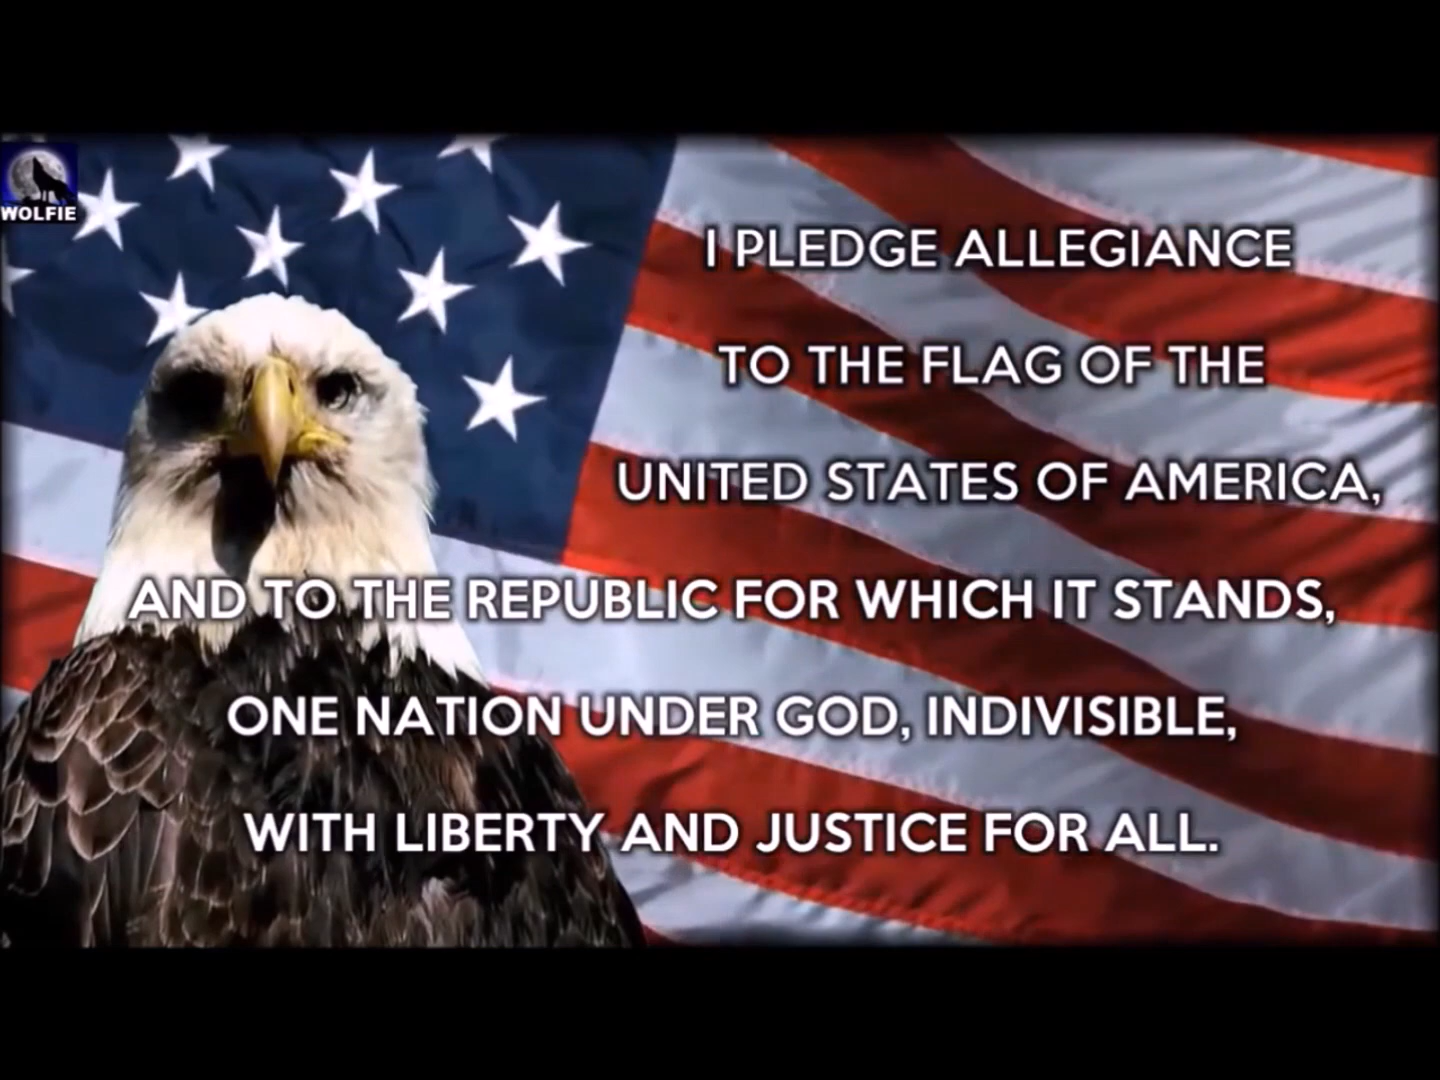 WOLFIE
I PLEDGE ALLEGIANCE
TO THE FLAG OF THE
UNITED STATES OF AMERICA,
AND TO THE REPUBLIC FOR WHICH IT STANDS,
ONE NATION UNDER GOD, INDIVISIBLE,
WITH LIBERTY AND JUSTICE FOR ALL.